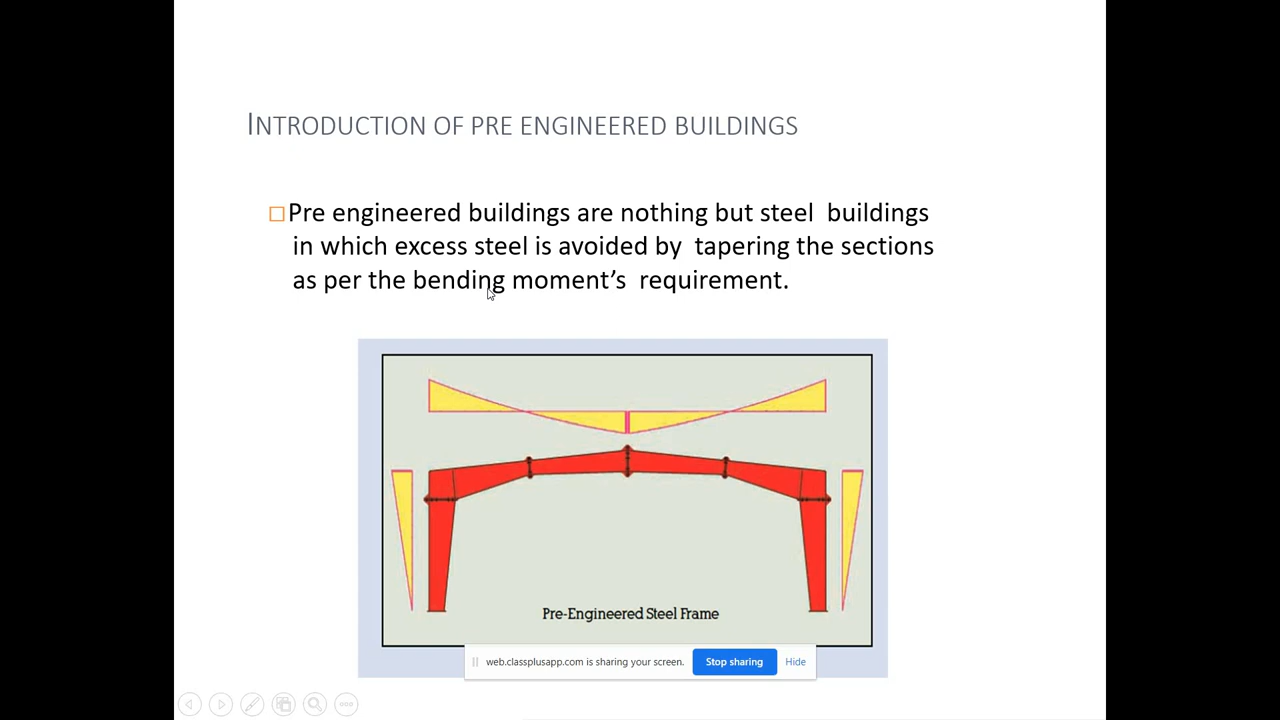 INTRODUCTION OF PRE ENGINEERED BUILDINGS
Pre engineered buildings are nothing but steel buildings
in which excess steel is avoided by tapering the sections
as per the bending moment’s requirement.
Pre-Engineered Steel Frame
web.classplusapp.com is sharing your screen. Stop sharing Hide